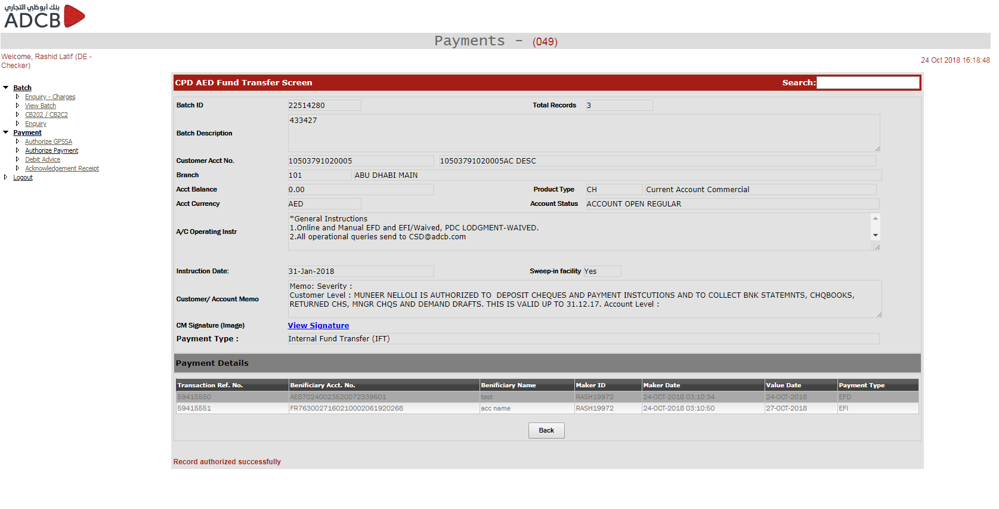 بنك أبوظبي التجاري
ADCB
Payments - (049)
Welcome, Rashid Latif (DE -
Checker)
24 Oct 2018 16:18:48
Batch
Enquiry - Charges
View Batch
CB202 / CB2C2
Enquiry
Payment
Authorize GPSSA
Authorize Payment
Debit Advice
Acknowledgement Receipt
Logout
CPD AED Fund Transfer Screen Search:
Batch ID 22514280 Total Records 3
Batch Description 433427
Customer Acct No. 10503791020005 10503791020005AC DESC
Branch 101 ABU DHABI MAIN
Acct Balance 0.00 Product Type CH Current Account Commercial
Acct Currency AED Account Status ACCOUNT OPEN REGULAR
A/C Operating Instr
*General Instructions
1.Online and Manual EFD and EFI/Waived, PDC LODGMENT-WAIVED.
2.All operational queries send to CSD@adcb.com
Instruction Date: 31-Jan-2018 Sweep-in facility Yes
Customer/ Account Memo
Memo: Severity :
Customer Level : MUNEER NELLOLI IS AUTHORIZED TO  DEPOSIT CHEQUES AND PAYMENT INSTCUTIONS AND TO COLLECT BNK STATEMNTS, CHQBOOKS,
RETURNED CHS, MNGR CHQS AND DEMAND DRAFTS. THIS IS VALID UP TO 31.12.17. Account Level :
CM Signature (Image) View Signature
Payment Type : Internal Fund Transfer (IFT)
Payment Details
Transaction Ref. No. Benificiary Acct. No. Benificiary Name Maker ID Maker Date Value Date Payment Type
59415550 AE870240023520072339601 test RASH19972 24-OCT-2018 03:10:34 24-OCT-2018 EFD
59415551 FR7630027160210002061920268 acc name RASH19972 24-OCT-2018 03:10:50 27-OCT-2018 EFI
Back
Record authorized successfully